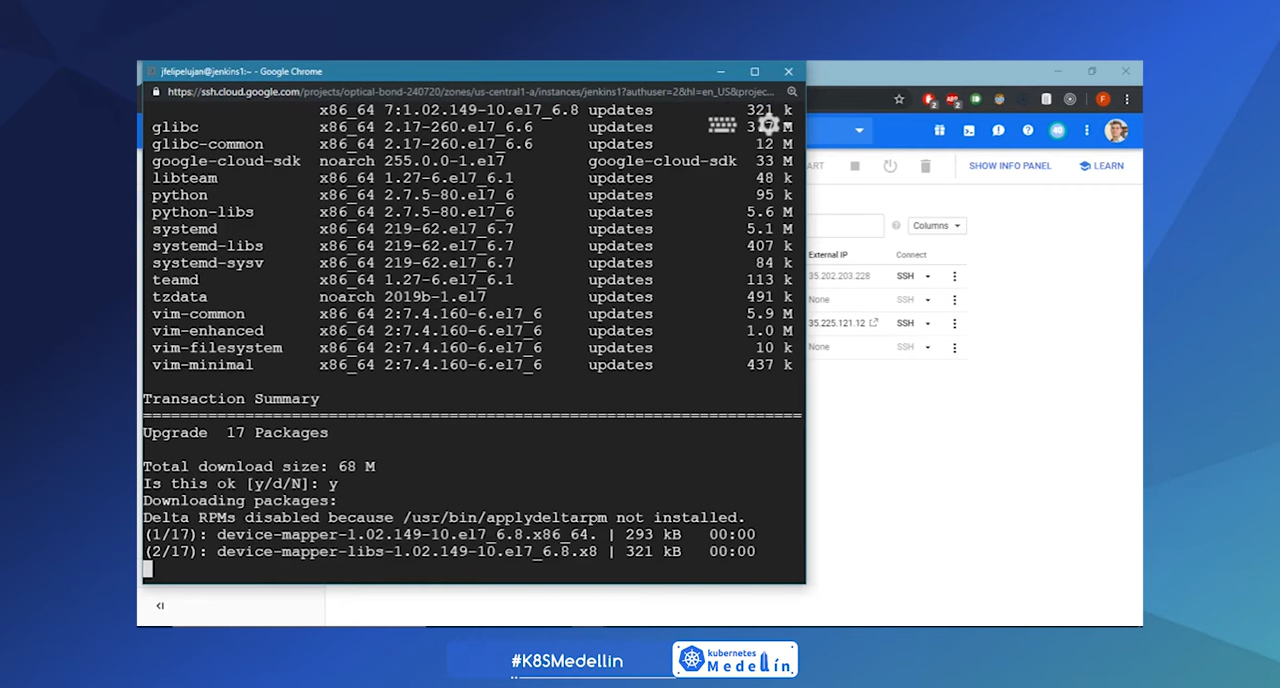 jfelipelujan@jenkins1:~ - Google Chrome
https://ssh.cloud.google.com/projects/optical-bond-240720/zones/us-central1-a/instances/jenkins1?authuser=2&hl=en_US&projec...
x86_64 7:1.02.149-10.el7_6.8 updates 321 k
glibc x86_64 2.17-260.el7_6.6 updates M
glibc-common x86_64 2.17-260.el7_6.6 updates 12 M
google-cloud-sdk noarch 255.0.0-1.el7 google-cloud-sdk 33 M
libteam x86_64 1.27-6.el7_6.1 updates 48 k
python x86_64 2.7.5-80.el7_6 updates 95 k
python-libs x86_64 2.7.5-80.el7_6 updates 5.6 M
systemd x86_64 219-62.el7_6.7 updates 5.1 M
systemd-libs x86_64 219-62.el7_6.7 updates 407 k
systemd-sysv x86_64 219-62.el7_6.7 updates 84 k
teamd x86_64 1.27-6.el7_6.1 updates 113 k
tzdata noarch 2019b-1.el7 updates 491 k
vim-common x86_64 2:7.4.160-6.el7_6 updates 5.9 M
vim-enhanced x86_64 2:7.4.160-6.el7_6 updates 1.0 M
vim-filesystem x86_64 2:7.4.160-6.el7_6 updates 10 k
vim-minimal x86_64 2:7.4.160-6.el7_6 updates 437 k
Transaction Summary
================================================================================
Upgrade 17 Packages
Total download size: 68 M
Is this ok [y/d/N]: y
Downloading packages:
Delta RPMs disabled because /usr/bin/applydeltarpm not installed.
(1/17): device-mapper-1.02.149-10.el7_6.8.x86_64. | 293 kB 00:00
(2/17): device-mapper-libs-1.02.149-10.el7_6.8.x8 | 321 kB 00:00
ART SHOW INFO PANEL LEARN
Columns
External IP Connect
35.202.203.228 SSH
None SSH
35.225.121.12 SSH
None SSH
#K8SMedellin
kubernetes
Medellín